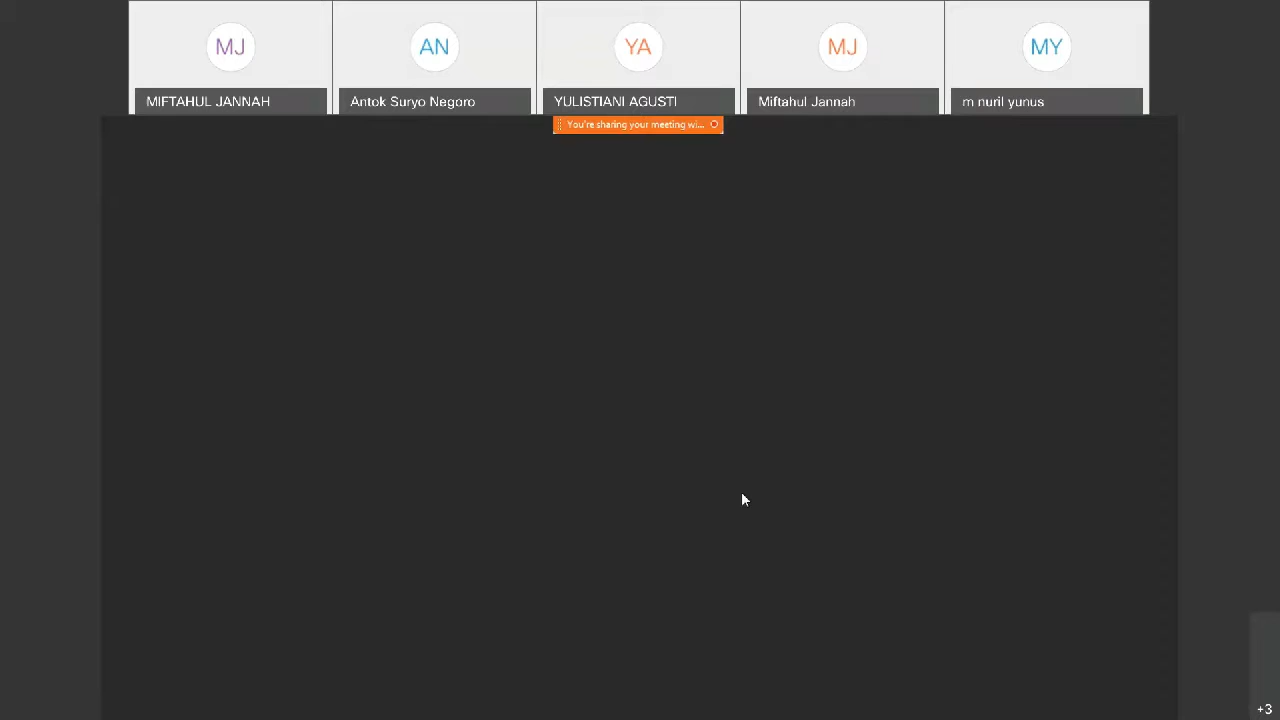 MJ
AN
YA
MJ
MY
MIFTAHUL JANNAH
Antok Suryo Negoro
YULISTIANI AGUSTI
Miftahul Jannah
m nuril yunus
You're sharing your meeting wi...
+3